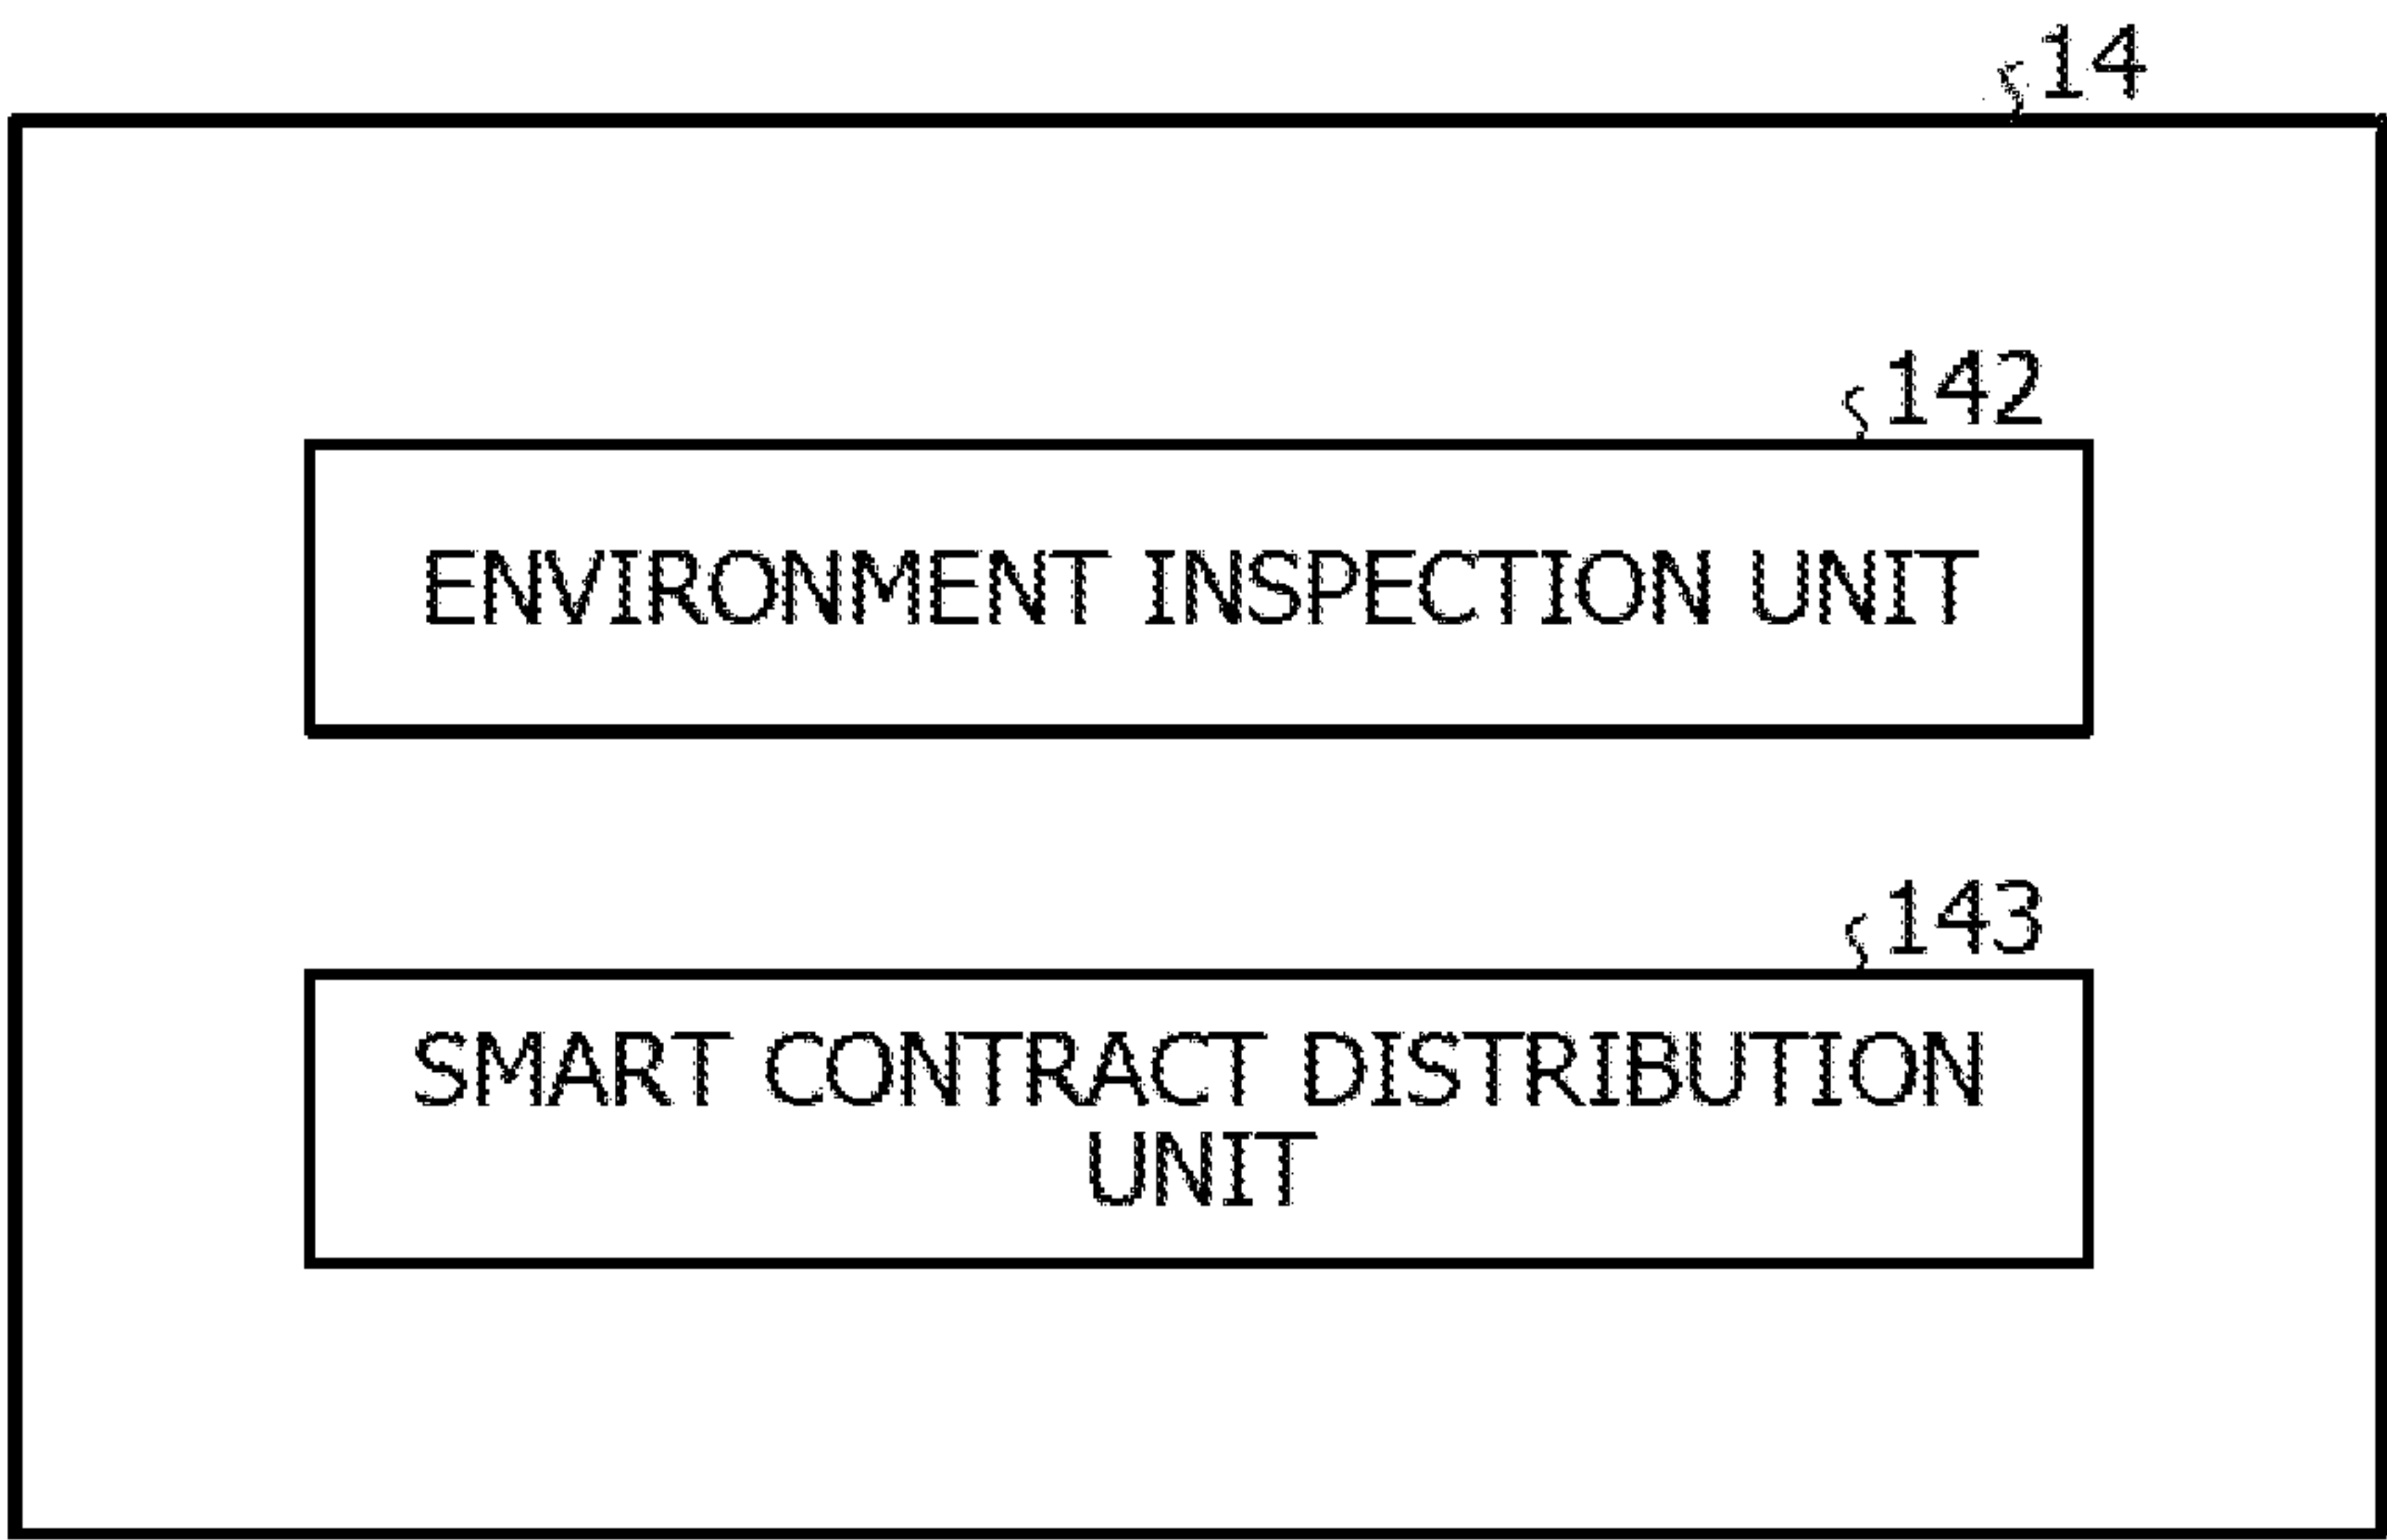 14
142
ENVIRONMENT INSPECTION UNIT
143
SMART CONTRACT DISTRIBUTION
UNIT